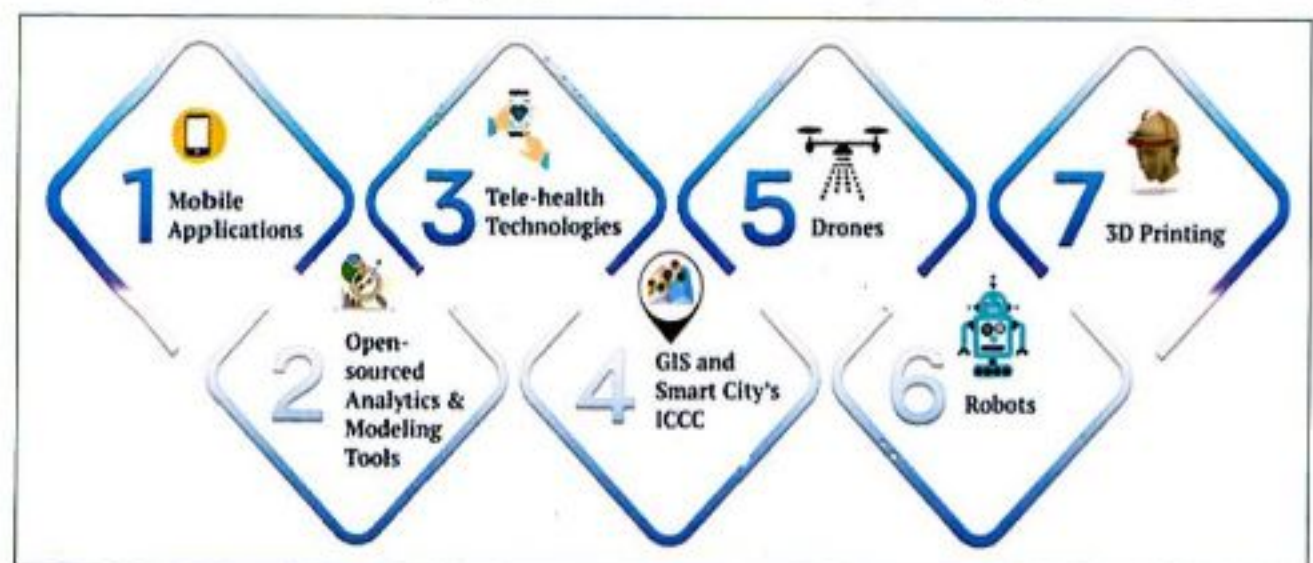 1
Mobile
Applications
2
Open-
sourced
Analytics &
Modeling
Tools
3
Tele-health
Technologies
4
GIS and
Smart City's
ICCC
5
Drones
6
Robots
7
3D Printing